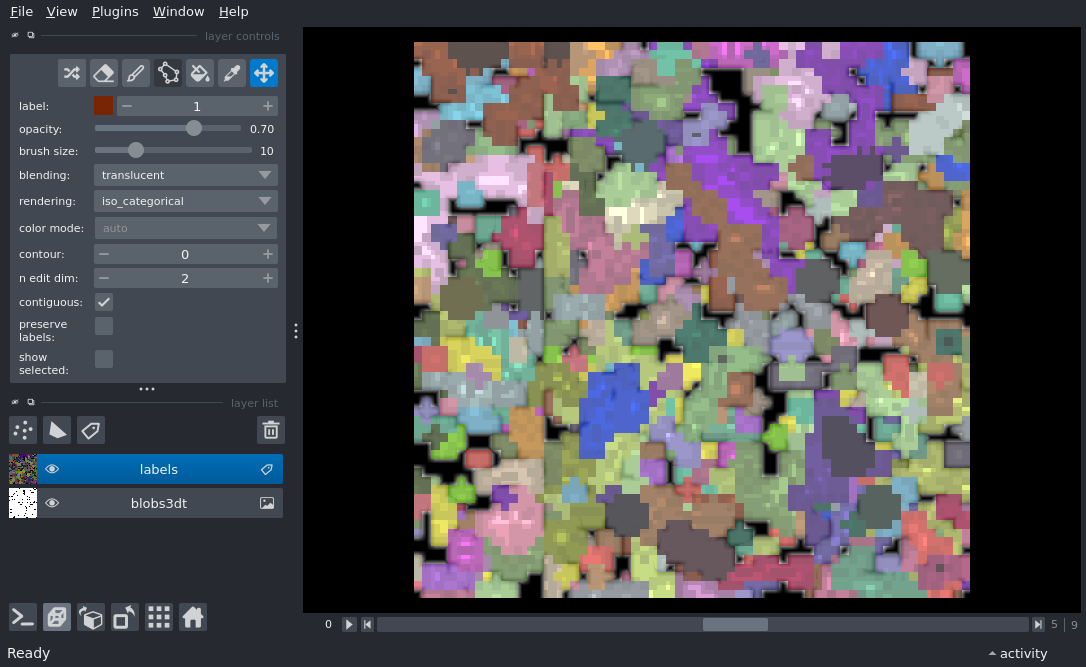 File View Plugins Window Help
layer controls
label: 1
opacity: 0.70
brush size: 10
blending: translucent
rendering: iso_categorical
color mode: auto
contour: 0
n edit dim: 2
contiguous:
preserve
labels:
show
selected:
layer list
labels
blobs3dt
0 5 | 9
Ready activity